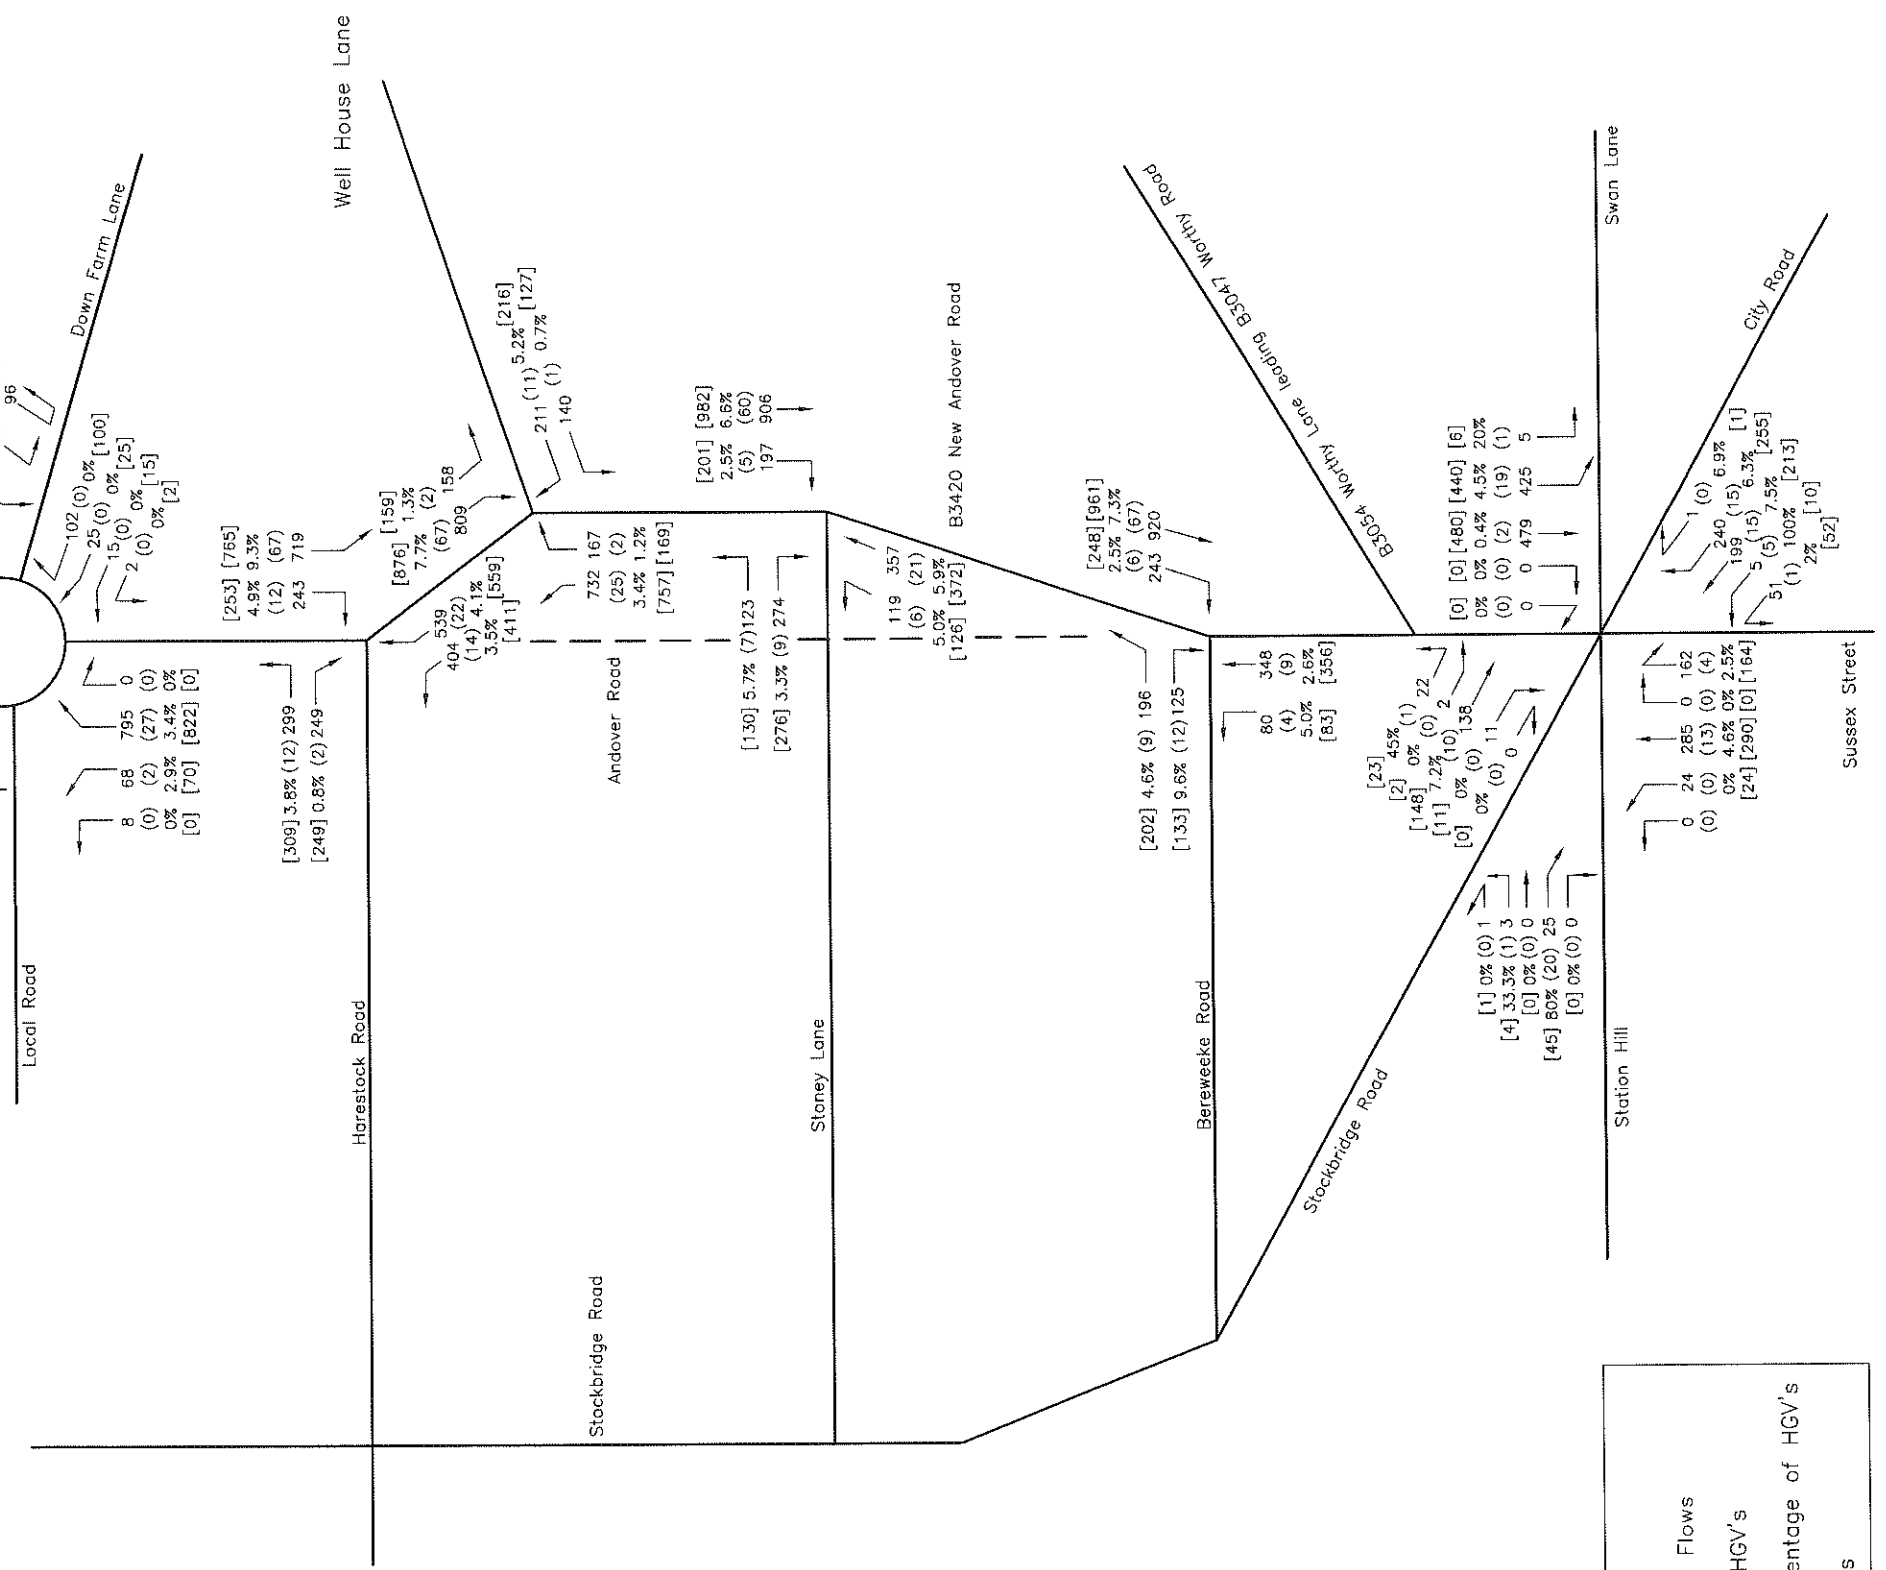 96
Down Farm Lane
102 (0) 0% [100]
25 (0) 0% [25]
15 (0) 0% [15]
2 (0) 0% [2]
Well House Lane
0 (0) 0% [0]
795 (27) 3.4% [822]
68 (2) 2.9% [70]
8 (0) 0% [0]
Local Road
[253] [765]
4.9% 9.3%
(12) (67)
243 719
[309] 3.8% (12) 299
[249] 0.8% (2) 249
Harestock Road
[876] [159]
7.7% 1.3%
(67) (2)
809 158
539 (22) 4.1% [559]
404 (14) 3.5% [411]
211 (11) 5.2% [216]
140 (1) 0.7% [127]
732 167
(25) (2)
3.4% 1.2%
[757] [169]
Andover Road
Stockbridge Road
[201] [982]
2.5% 6.6%
(5) (60)
197 906
[130] 5.7% (7) 123
[276] 3.3% (9) 274
Stoney Lane
119 357
(6) (21)
5.0% 5.9%
[126] [372]
B3420 New Andover Road
[248] [961]
2.5% 7.3%
(6) (67)
243 920
[202] 4.6% (9) 196
[133] 9.6% (12) 125
Bereweeke Road
80 348
(4) (9)
5.0% 2.6%
[83] [356]
B3054 Worthy Lane leading B3047 Worthy Road
[23] 45% (1) 22
[2] 0% (0) 2
[148] 7.2% (10) 138
[11] 0% (0) 11
[0] 0% (0) 0
Stockbridge Road
[0] [0] [480] [440] [6]
0% 0% 0.4% 4.5% 20%
(0) (0) (2) (19) (1)
0 0 479 425 5
Swan Lane
[1] 0% (0) 1
[4] 33.3% (1) 3
[0] 0% (0) 0
[45] 80% (20) 25
[0] 0% (0) 0
Station Hill
1 (0) 6.9% [1]
240 (15) 6.3% [255]
199 (15) 7.5% [213]
5 (5) 100% [10]
51 (1) 2% [52]
City Road
0 24 285 0 162
(0) (0) (13) (0) (4)
0% 4.6% 0% 2.5%
[24] [290] [0] [164]
Sussex Street
Flows
HGV's
entage of HGV's
s